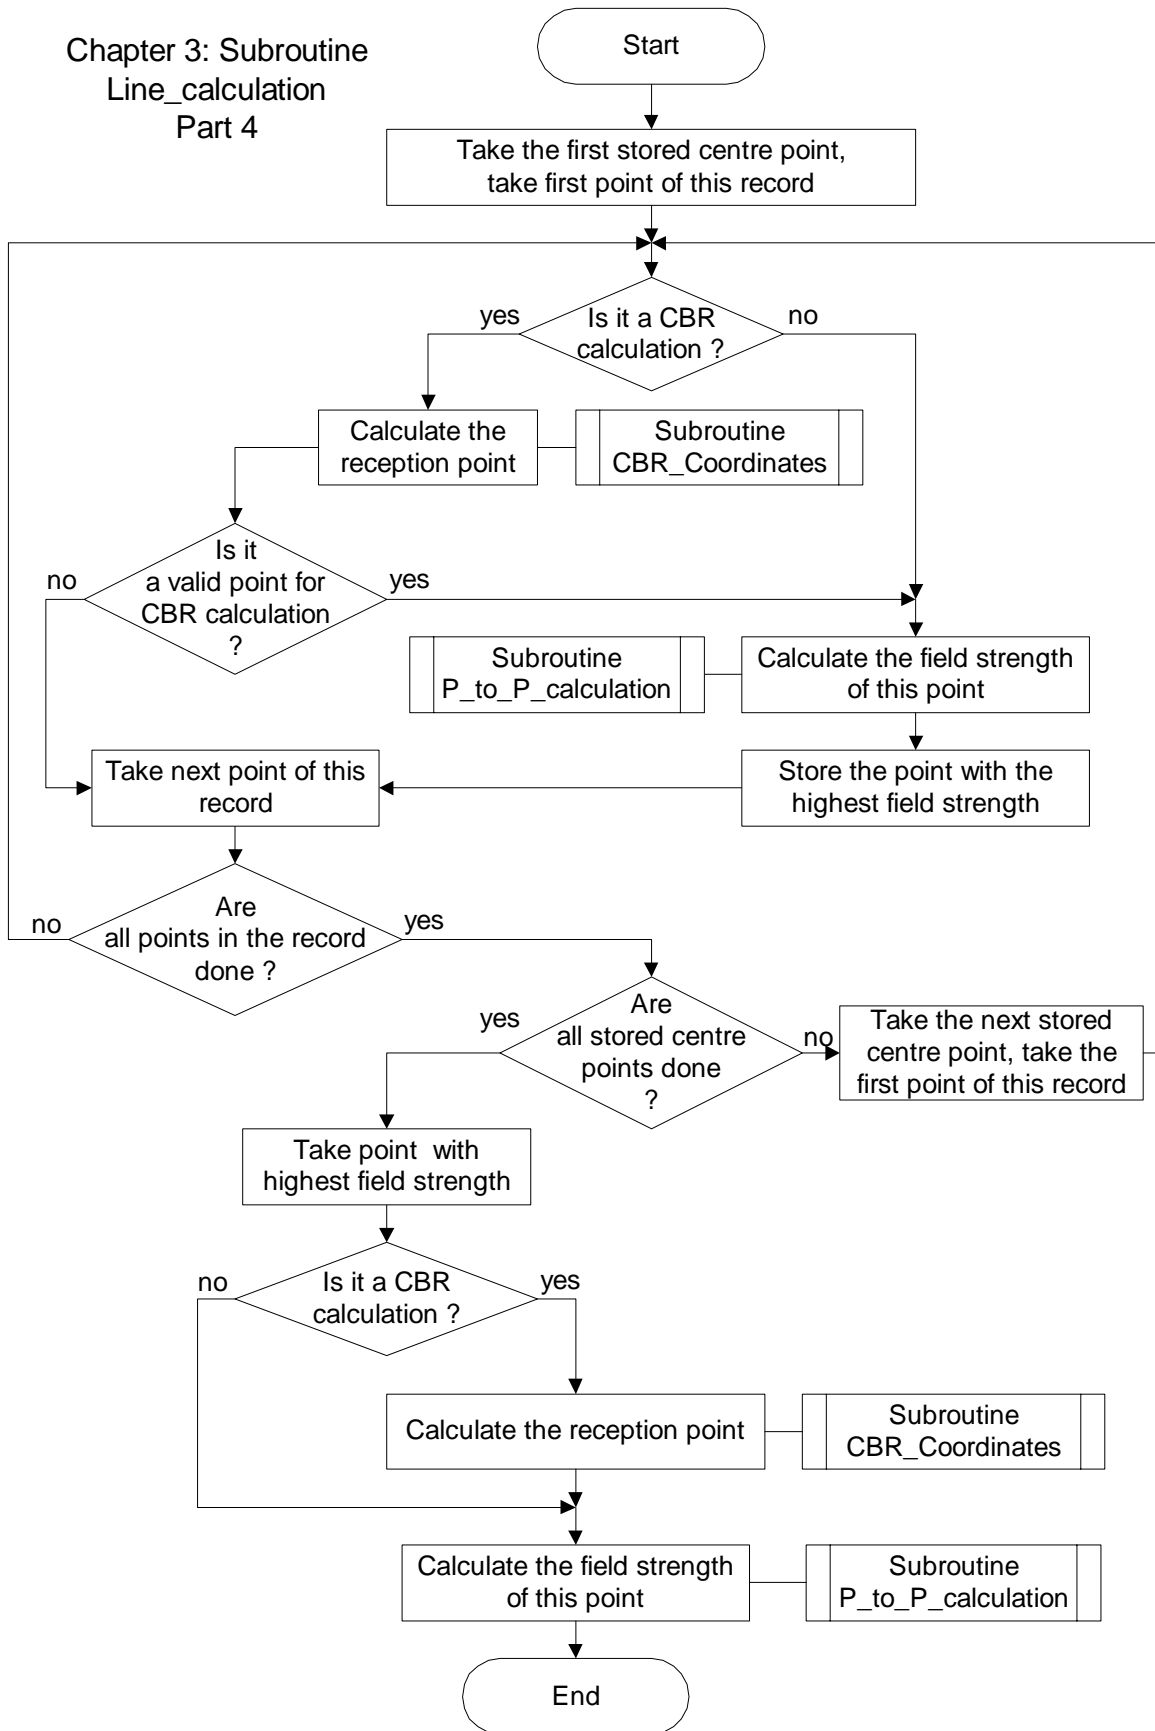 Chapter 3: Subroutine
Line_calculation
Part 4
Start
Take the first stored centre point,
take first point of this record
yes
Is it a CBR
calculation ?
no
Calculate the
reception point
Subroutine
CBR_Coordinates
no
Is it
a valid point for
CBR calculation
?
yes
Subroutine
P_to_P_calculation
Calculate the field strength
of this point
Take next point of this
record
Store the point with the
highest field strength
no
Are
all points in the record
done ?
yes
yes
Are
all stored centre
points done
?
no
Take the next stored
centre point, take the
first point of this record
Take point with
highest field strength
no
Is it a CBR
calculation ?
yes
Calculate the reception point
Subroutine
CBR_Coordinates
Calculate the field strength
of this point
Subroutine
P_to_P_calculation
End